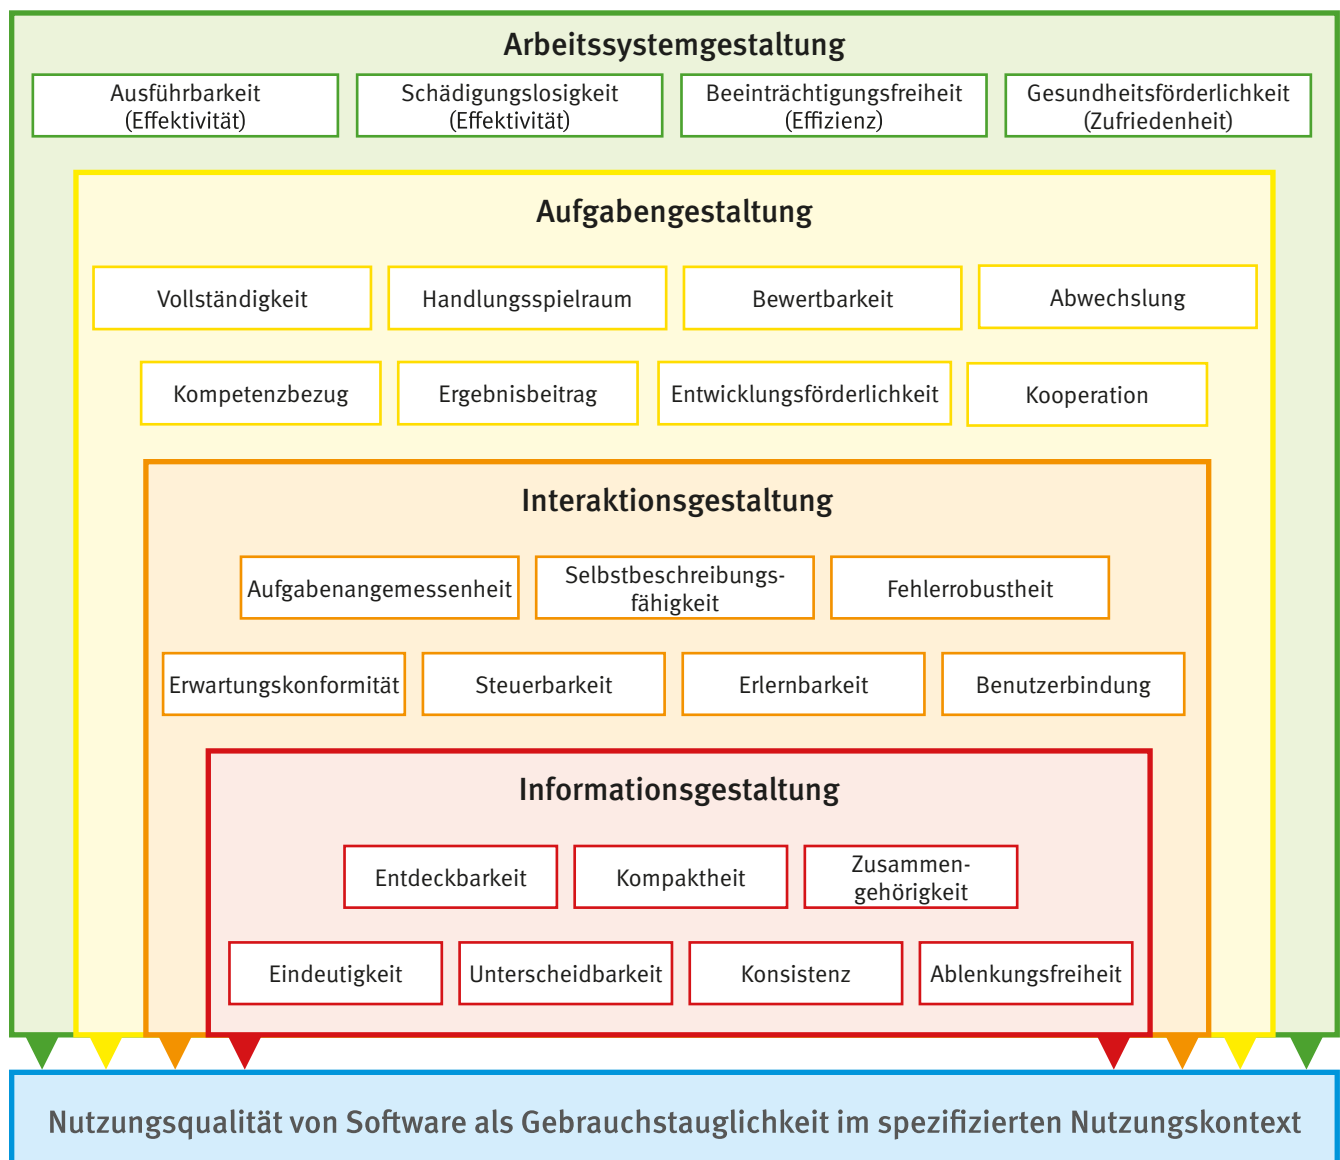 Arbeitssystemgestaltung
Ausführbarkeit
(Effektivität)
Schädigungslosigkeit
(Effektivität)
Beeinträchtigungsfreiheit
(Effizienz)
Gesundheitsförderlichkeit
(Zufriedenheit)
Aufgabengestaltung
Vollständigkeit
Handlungsspielraum
Bewertbarkeit
Abwechslung
Kompetenzbezug
Ergebnisbeitrag
Entwicklungsförderlichkeit
Kooperation
Interaktionsgestaltung
Aufgabenangemessenheit
Selbstbeschreibungs-
fähigkeit
Fehlerrobustheit
Erwartungskonformität
Steuerbarkeit
Erlernbarkeit
Benutzerbindung
Informationsgestaltung
Entdeckbarkeit
Kompaktheit
Zusammen-
gehörigkeit
Eindeutigkeit
Unterscheidbarkeit
Konsistenz
Ablenkungsfreiheit
Nutzungsqualität von Software als Gebrauchstauglichkeit im spezifizierten Nutzungskontext